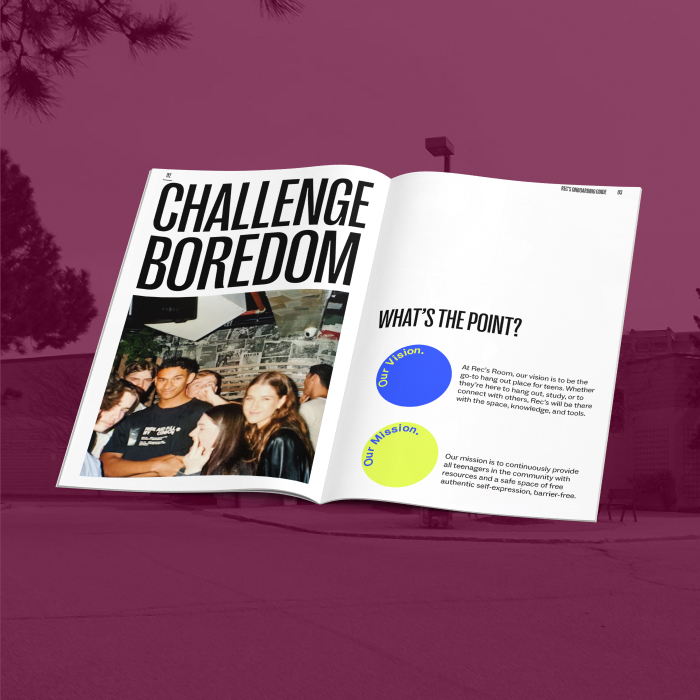 02
CHALLENGE
BOREDOM
REC'S ONBOARDING GUIDE 03
WHAT'S THE POINT?
Our Vision.
At Rec's Room, our vision is to be the
go-to hang out place for teens. Whether
they're here to hang out, study, or to
connect with others, Rec's will be there
with the space, knowledge, and tools.
Our Mission.
Our mission is to continuously provide
all teenagers in the community with
resources and a safe space of free
authentic self-expression, barrier-free.